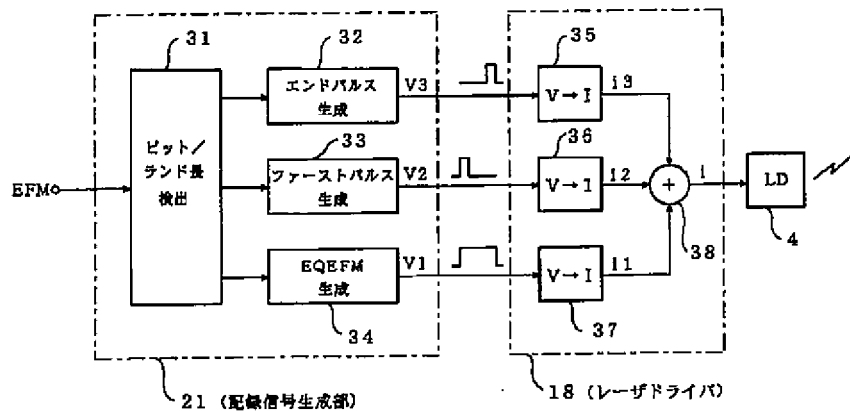 31
32
35
エンドパルス
生成
V3
V→I
i3
ピット/
ランド長
検出
33
36
EFM
ファーストパルス
生成
V2
V→I
i2
+
i
LD
4
38
EQEFM
生成
V1
V→I
i1
34
37
21 (記録信号生成部)
18 (レーザドライバ)